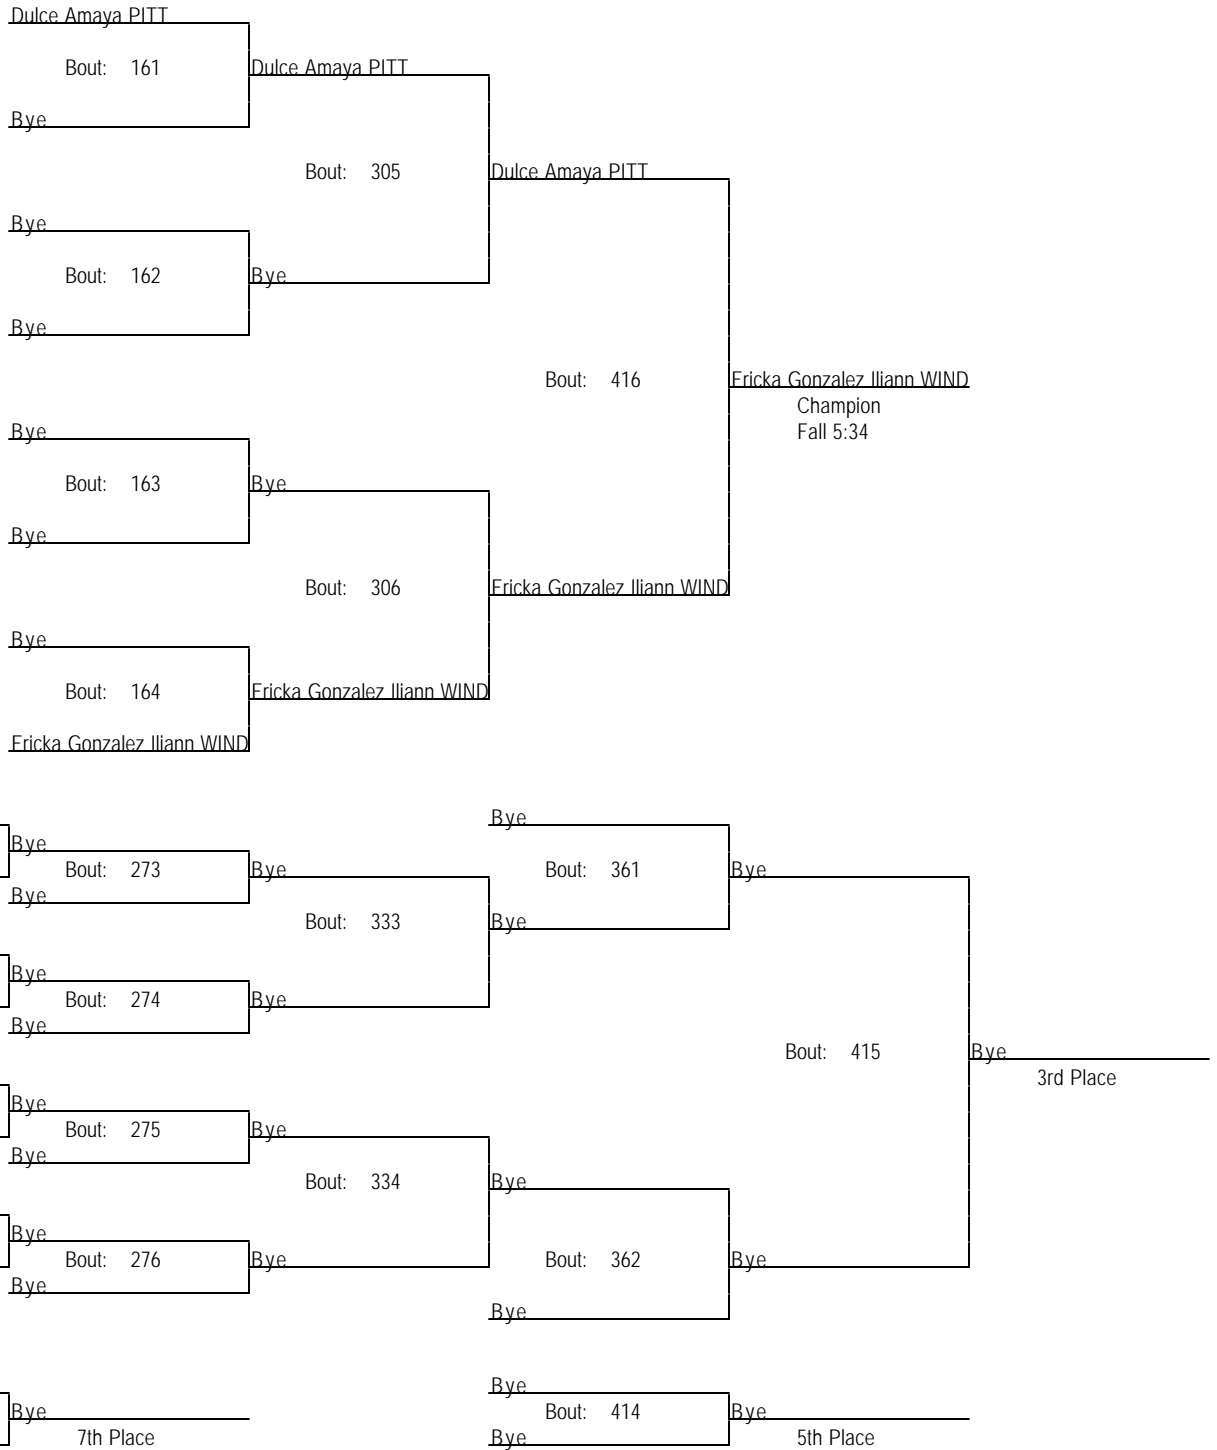 Dulce Amaya PITT
Bout: 161 Dulce Amaya PITT
Bye
Bout: 305 Dulce Amaya PITT
Bye
Bout: 162 Bye
Bye
Bout: 416 Ericka Gonzalez Iliann WIND
Champion
Bye
Fall 5:34
Bout: 163 Bye
Bye
Bout: 306 Ericka Gonzalez Iliann WIND
Bye
Bout: 164 Ericka Gonzalez Iliann WIND
Ericka Gonzalez Iliann WIND
Bye
Bye
Bout: 273 Bye Bout: 361 Bye
Bye
Bout: 333 Bye
Bye
Bout: 274 Bye
Bye
Bout: 415 Bye
3rd Place
Bye
Bout: 275 Bye
Bye
Bout: 334 Bye
Bye
Bout: 276 Bye Bout: 362 Bye
Bye
Bye
Bye
Bye Bout: 414 Bye
7th Place Bye 5th Place